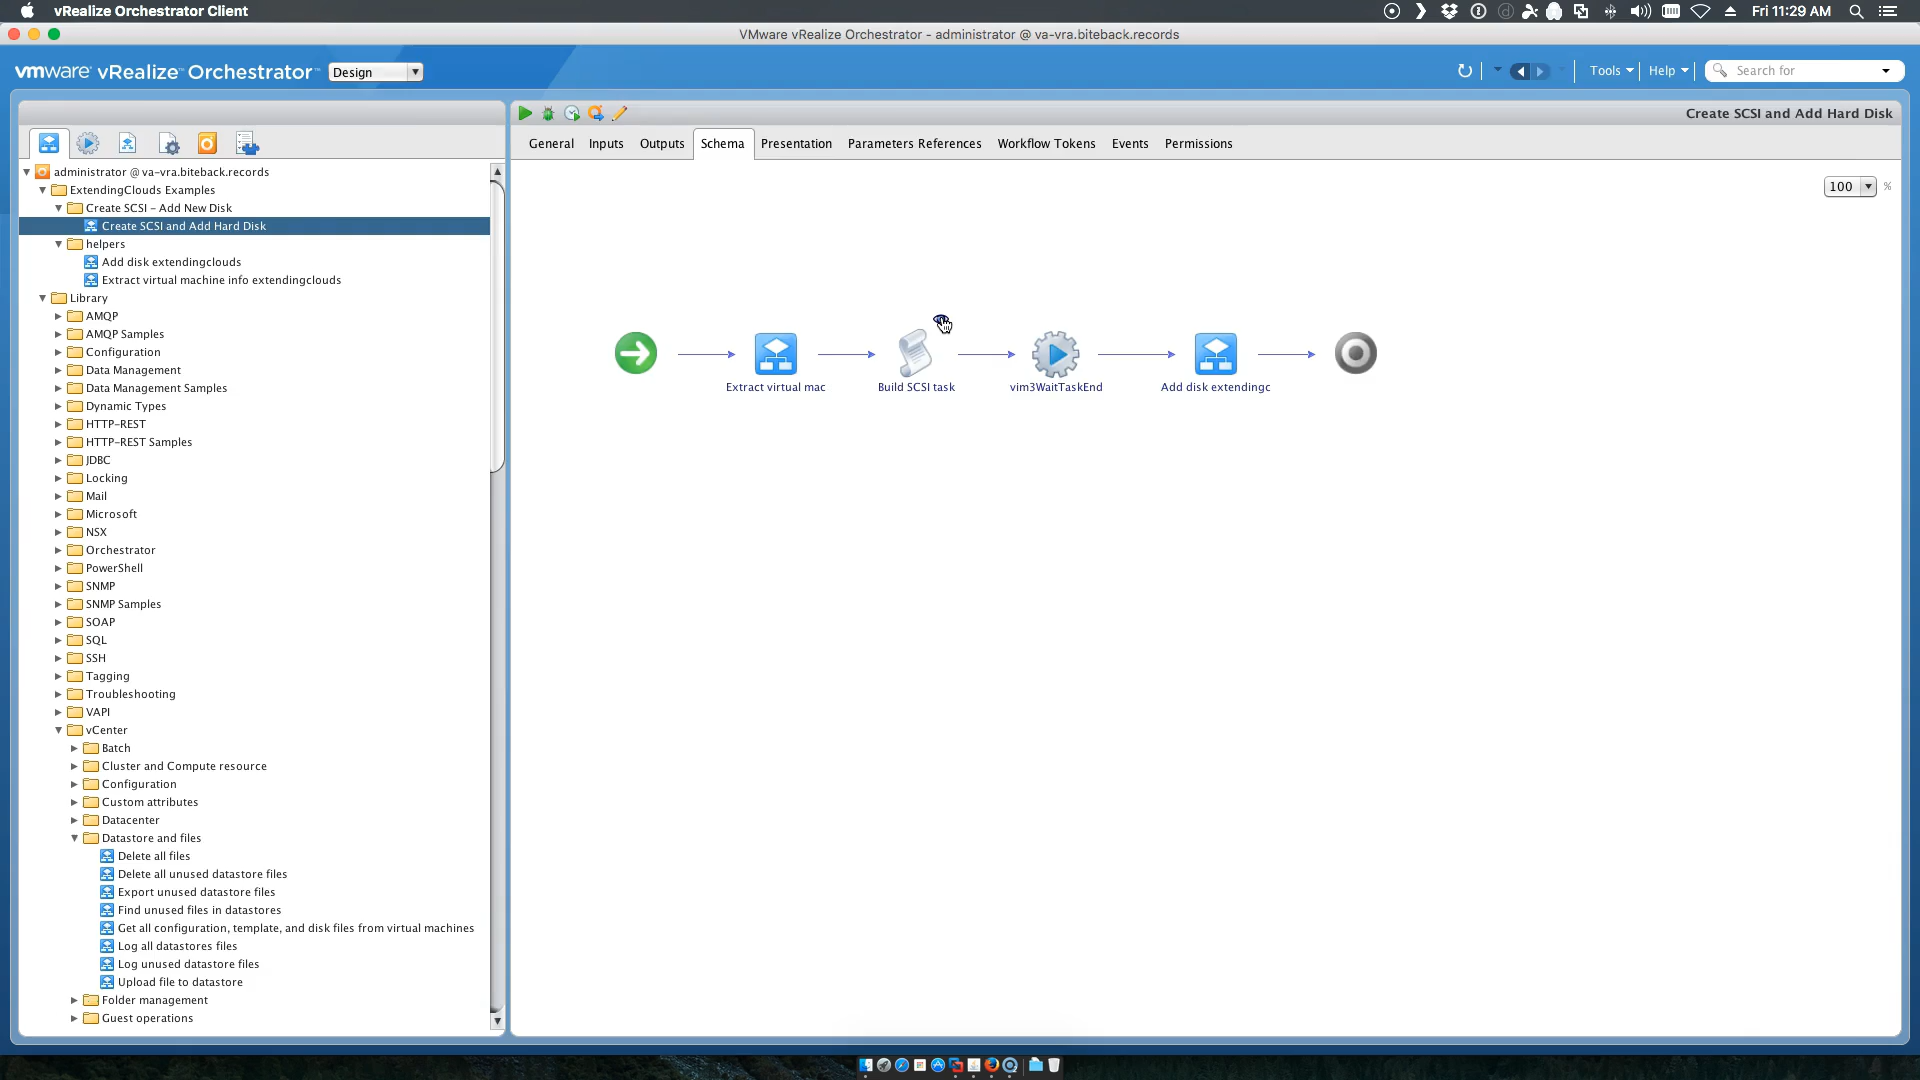 vRealize Orchestrator Client
Fri 11:29 AM
VMware vRealize Orchestrator - administrator @ va-vra.biteback.records
vmware vRealize Orchestrator
Design
Tools
Help
Search for
Create SCSI and Add Hard Disk
General
Inputs
Outputs
Schema
Presentation
Parameters References
Workflow Tokens
Events
Permissions
100 %
administrator @ va-vra.biteback.records
ExtendingClouds Examples
Create SCSI - Add New Disk
Create SCSI and Add Hard Disk
helpers
Add disk extendingclouds
Extract virtual machine info extendingclouds
Library
AMQP
AMQP Samples
Configuration
Data Management
Data Management Samples
Dynamic Types
HTTP-REST
HTTP-REST Samples
JDBC
Locking
Mail
Microsoft
NSX
Orchestrator
PowerShell
SNMP
SNMP Samples
SOAP
SQL
SSH
Tagging
Troubleshooting
VAPI
vCenter
Batch
Cluster and Compute resource
Configuration
Custom attributes
Datacenter
Datastore and files
Delete all files
Delete all unused datastore files
Export unused datastore files
Find unused files in datastores
Get all configuration, template, and disk files from virtual machines
Log all datastores files
Log unused datastore files
Upload file to datastore
Folder management
Guest operations
Extract virtual mac
Build SCSI task
vim3WaitTaskEnd
Add disk extendingc